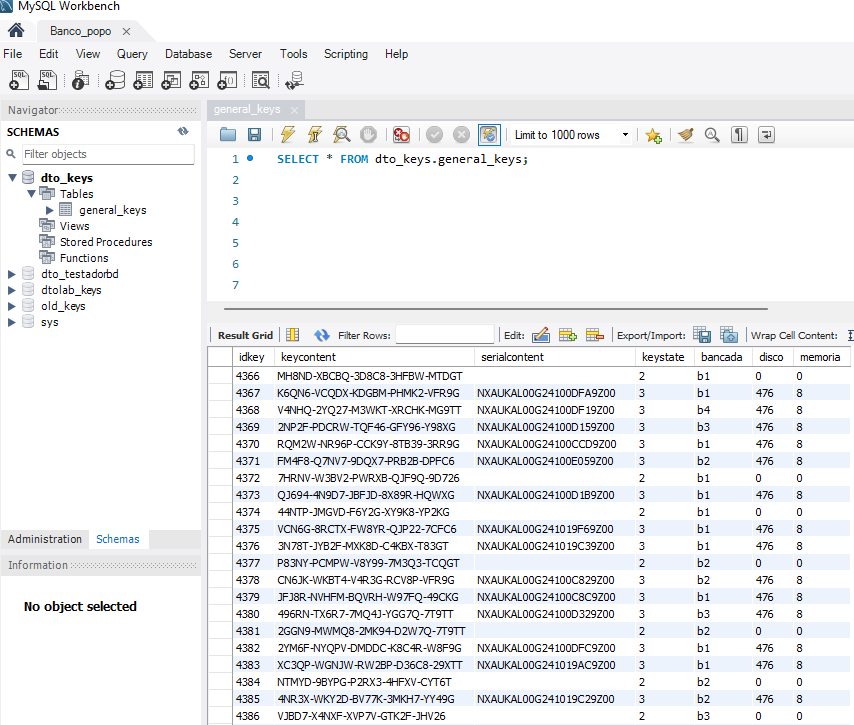 MySQL Workbench
Banco_popo
File Edit View Query Database Server Tools Scripting Help
Navigator
SCHEMAS
Filter objects
dto_keys
Tables
general_keys
Views
Stored Procedures
Functions
dto_testadorbd
dtolab_keys
old_keys
sys
Administration Schemas
Information
No object selected
general_keys
Limit to 1000 rows
1 SELECT * FROM dto_keys.general_keys;
2
3
4
5
6
7
Result Grid Filter Rows: Edit: Export/Import: Wrap Cell Content:
idkey keycontent serialcontent keystate bancada disco memoria
4366 MH8ND-XBCBQ-3D8C8-3HFBW-MTDGT 2 b1 0 0
4367 K6QN6-VCQDX-KDGBM-PHMK2-VFR9G NXAUKAL00G24100DFA9Z00 3 b1 476 8
4368 V4NHQ-2YQ27-M3WKT-XRCHK-MG9TT NXAUKAL00G24100DF19Z00 3 b4 476 8
4369 2NP2F-PDCRW-TQF46-GFY96-Y98XG NXAUKAL00G24100D159Z00 3 b3 476 8
4370 RQM2W-NR96P-CCK9Y-8TB39-3RR9G NXAUKAL00G24100CCD9Z00 3 b1 476 8
4371 FM4F8-Q7NV7-9DQX7-PRB2B-DPFC6 NXAUKAL00G24100E059Z00 3 b2 476 8
4372 7HRNV-W3BV2-PWRXB-QJF9Q-9D726 2 b1 0 0
4373 QJ694-4N9D7-JBFJD-8X89R-HQWXG NXAUKAL00G24100D1B9Z00 3 b1 476 8
4374 44NTP-JMGVD-F6Y2G-XY9K8-YP2KG 2 b1 0 0
4375 VCN6G-8RCTX-FW8YR-QJP22-7CFC6 NXAUKAL00G241019F69Z00 3 b1 476 8
4376 3N78T-JYB2F-MXK8D-C4KBX-T83GT NXAUKAL00G241019C39Z00 3 b1 476 8
4377 P83NY-PCMPW-V8Y99-7M3Q3-TCQGT 2 b2 0 0
4378 CN6JK-WKBT4-V4R3G-RCV8P-VFR9G NXAUKAL00G24100C829Z00 3 b2 476 8
4379 JFJ8R-NVHFM-BQVRH-W97FQ-49CKG NXAUKAL00G24100C8C9Z00 3 b1 476 8
4380 496RN-TX6R7-7MQ4J-YGG7Q-7T9TT NXAUKAL00G24100D329Z00 3 b3 476 8
4381 2GGN9-MWMQ8-2MK94-D2W7Q-7T9TT 2 b2 0 0
4382 2YM6F-NYQPV-DMDDC-K8C4R-W8F9G NXAUKAL00G24100DFC9Z00 3 b1 476 8
4383 XC3QP-WGNJW-RW2BP-D36C8-29XTT NXAUKAL00G241019AC9Z00 3 b1 476 8
4384 NTMYD-9BYPG-P2RX3-4HFXV-CYT6T 2 b2 0 0
4385 4NR3X-WKY2D-BV77K-3MKH7-YY49G NXAUKAL00G241019C29Z00 3 b2 476 8
4386 VJBD7-X4NXF-XVP7V-GTK2F-JHV26 2 b3 0 0